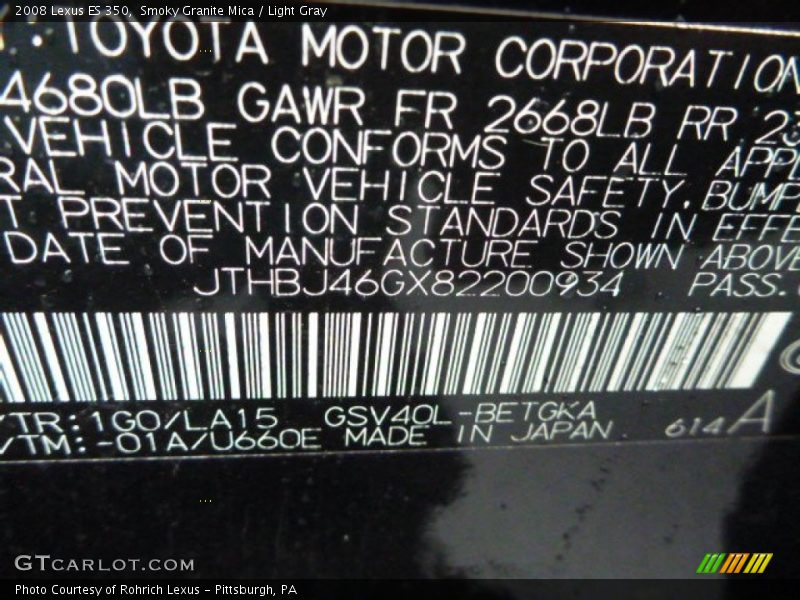 2008 Lexus ES 350, Smoky Granite Mica / Light Gray
TOYOTA MOTOR CORPORATION
4680LB GAWR FR 2668LB RR
VEHICLE CONFORMS TO ALL
MOTOR VEHICLE SAFETY,
PREVENTION STANDARDS IN
DATE OF MANUFACTURE SHOWN ABOVE
JTHBJ46GX82200934 PASS.
/TR:1G0/LA15 GSV40L-BETGKA
/TM:-01A/U660E MADE IN JAPAN 614A
GTCARLOT.COM
Photo Courtesy of Rohrich Lexus - Pittsburgh, PA